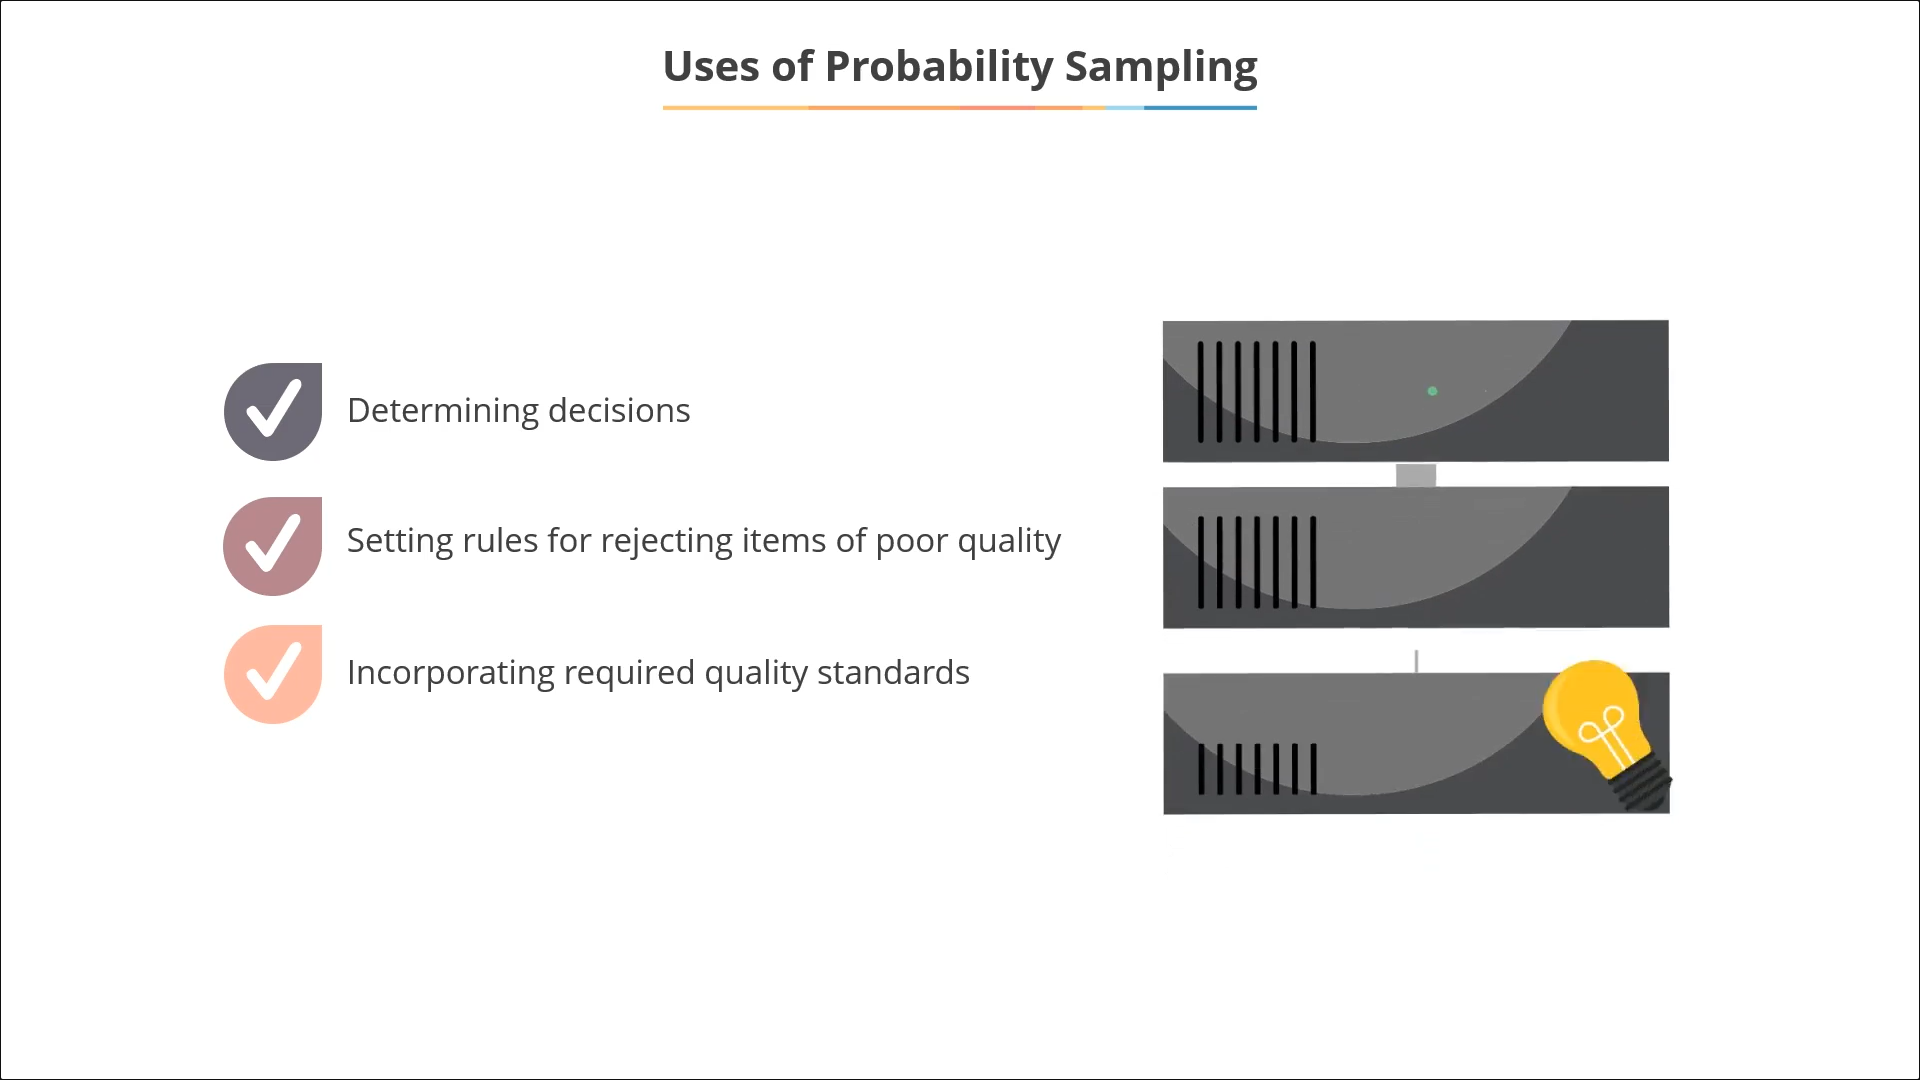 Uses of Probability Sampling
Determining decisions
Setting rules for rejecting items of poor quality
Incorporating required quality standards